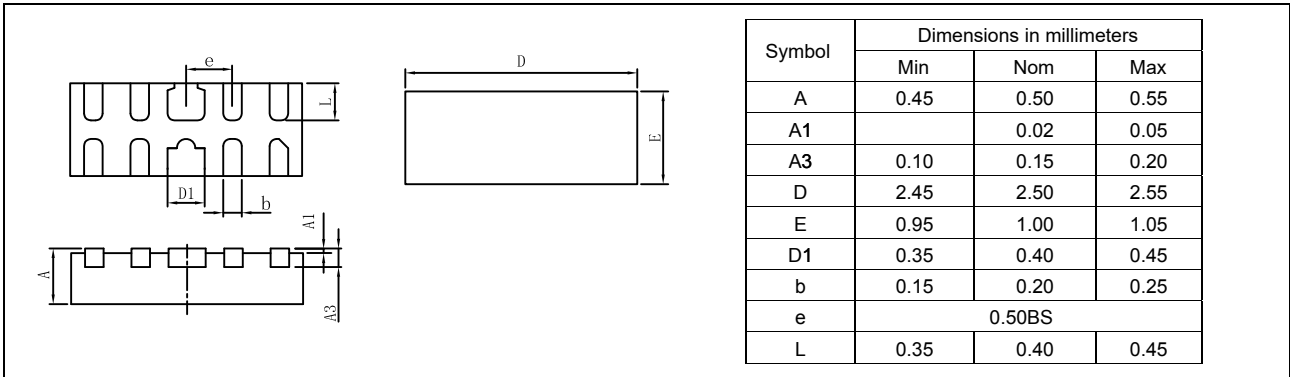 e
L
D1
b
A
A1
A3
D
E
Symbol Dimensions in millimeters
Min Nom Max
A 0.45 0.50 0.55
A1 0.02 0.05
A3 0.10 0.15 0.20
D 2.45 2.50 2.55
E 0.95 1.00 1.05
D1 0.35 0.40 0.45
b 0.15 0.20 0.25
e 0.50BS
L 0.35 0.40 0.45